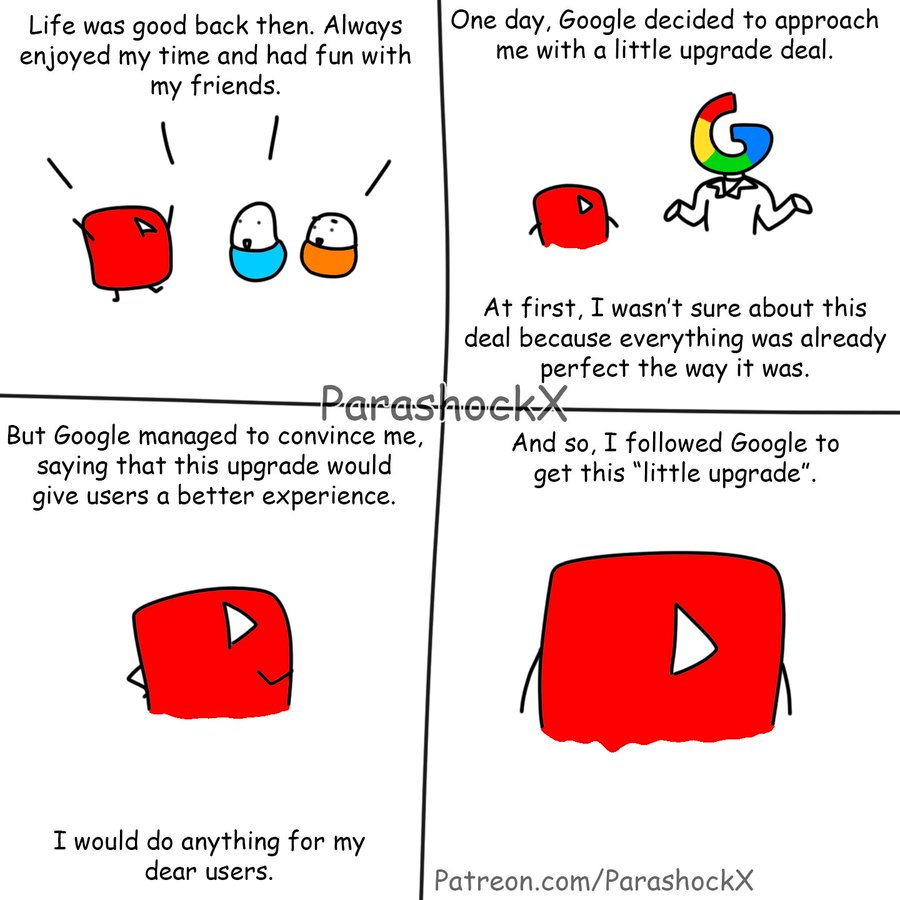 Life was good back then. Always
enjoyed my time and had fun with
my friends.
One day, Google decided to approach
me with a little upgrade deal.
G
At first, I wasn't sure about this
deal because everything was already
perfect the way it was.
ParashockX
But Google managed to convince me,
saying that this upgrade would
give users a better experience.
I would do anything for my
dear users.
And so, I followed Google to
get this “little upgrade”.
Patreon.com/ParashockX